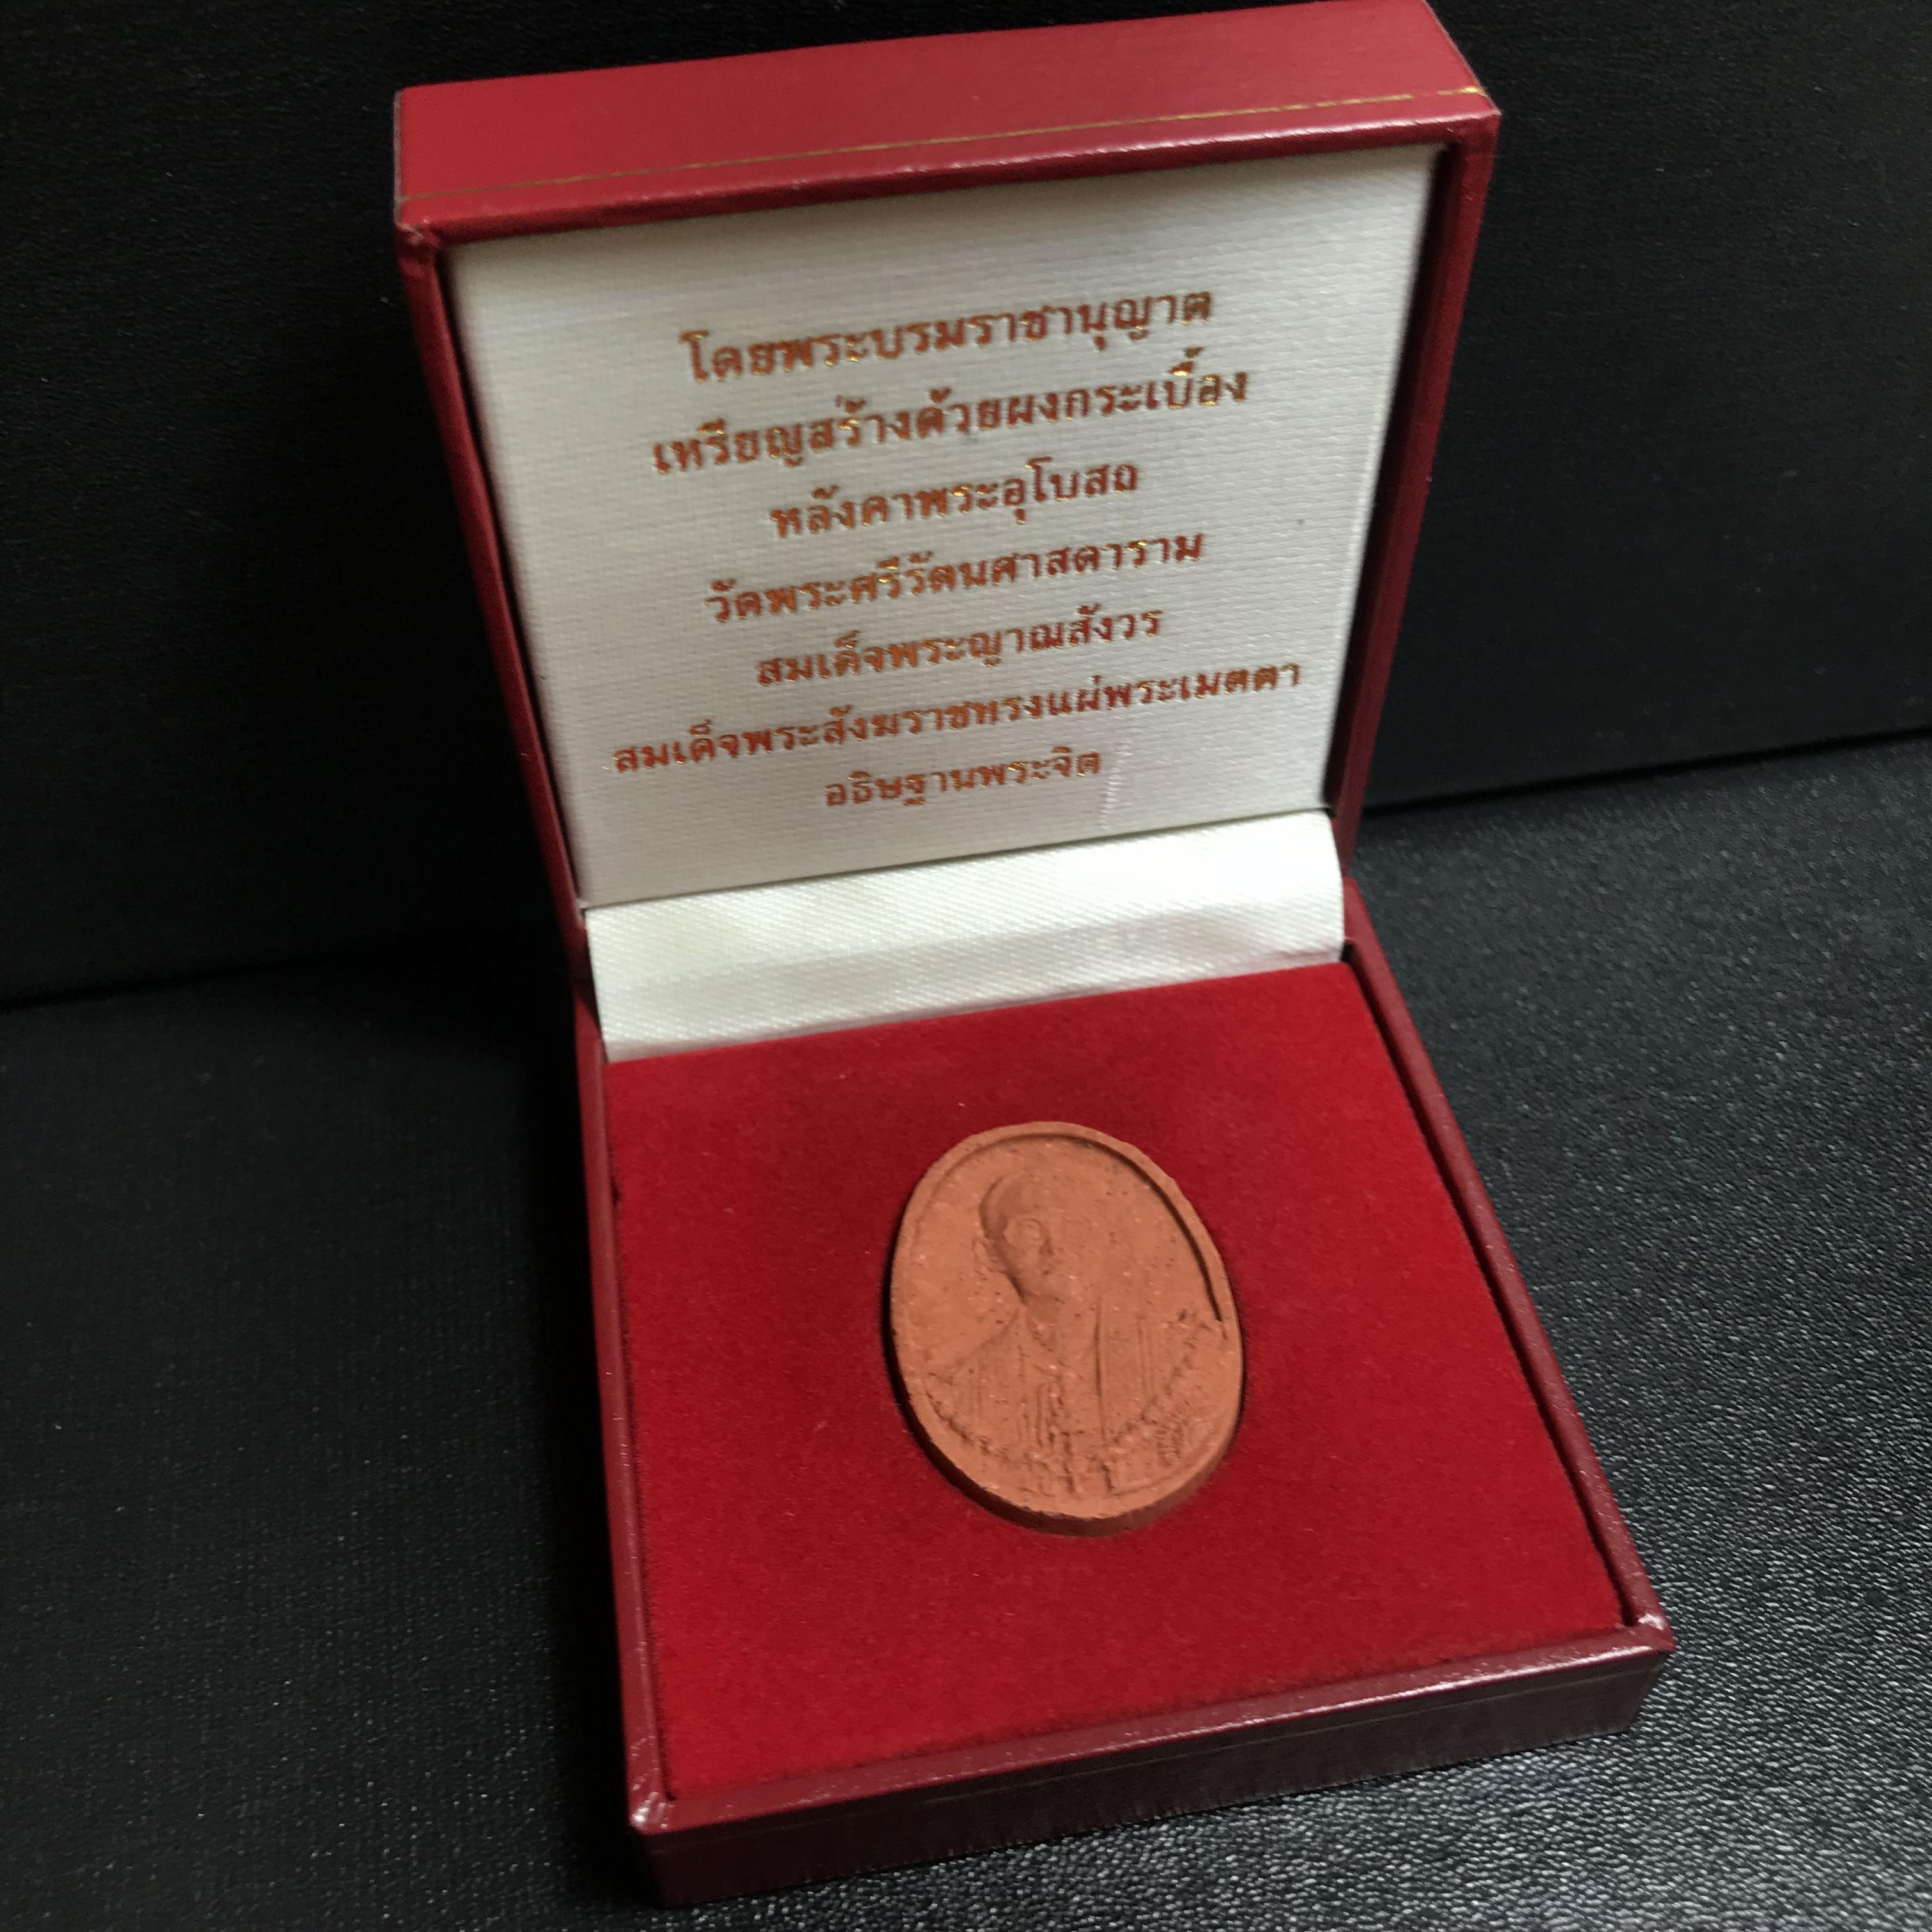 โดยพระบรมราชานุญาต
เหรียญสร้างด้วยผงกระเบื้อง
หลังคาพระอุโบสถ
วัดพระศรีรัตนศาสดาราม
สมเด็จพระญาณสังวร
สมเด็จพระสังฆราชทรงแผ่พระเมตตา
อธิษฐานพระจิต